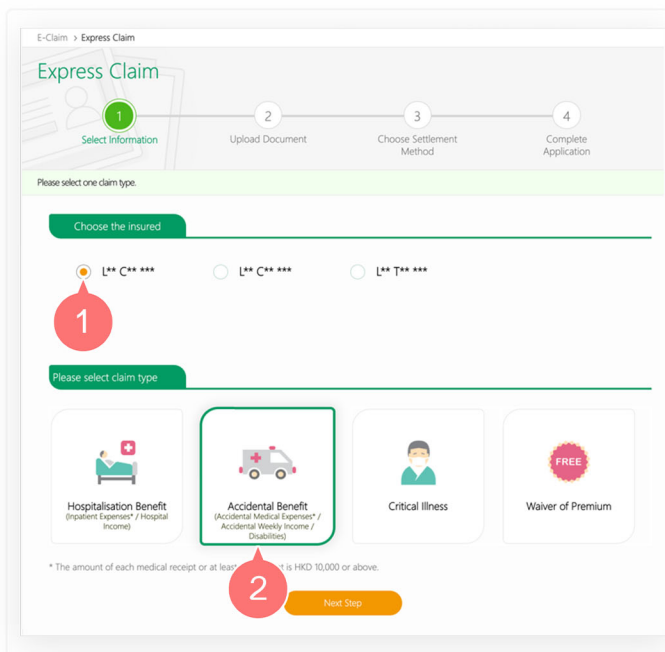 E-Claim > Express Claim
Express Claim
1
2
3
4
Select Information
Upload Document
Choose Settlement
Method
Complete
Application
Please select one claim type.
Choose the insured
L** C** ***
L** C** ***
L** T** ***
1
Please select claim type
FREE
Hospitalisation Benefit
(Inpatient Expenses* / Hospital
Income)
Accidental Benefit
(Accidental Medical Expenses* /
Accidental Weekly Income /
Disabilities)
Critical Illness
Waiver of Premium
* The amount of each medical receipt or at least is HKD 10,000 or above.
2
Next Step